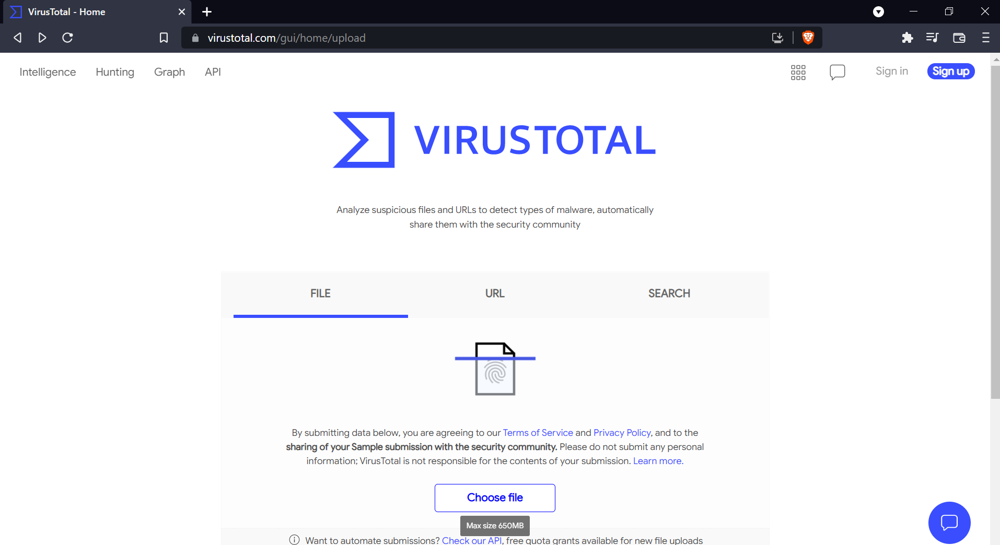 VirusTotal - Home
virustotal.com/gui/home/upload
Intelligence Hunting Graph API Sign in Sign up
VIRUSTOTAL
Analyze suspicious files and URLs to detect types of malware, automatically
share them with the security community
FILE URL SEARCH
By submitting data below, you are agreeing to our Terms of Service and Privacy Policy, and to the
sharing of your Sample submission with the security community. Please do not submit any personal
information; VirusTotal is not responsible for the contents of your submission. Learn more.
Choose file
Max size 650MB
Want to automate submissions? Check our API, free quota grants available for new file uploads